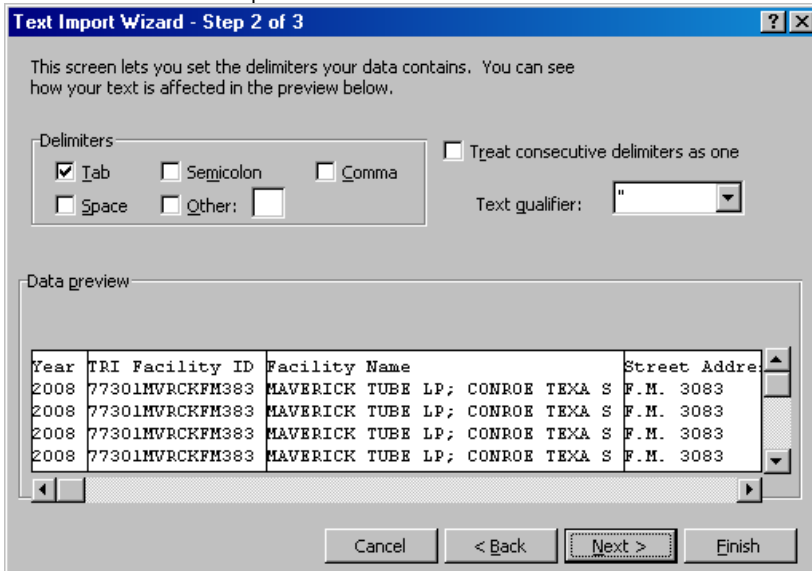 Text Import Wizard - Step 2 of 3
This screen lets you set the delimiters your data contains. You can see
how your text is affected in the preview below.
Delimiters
Tab Semicolon Comma
Space Other:
Treat consecutive delimiters as one
Text qualifier: "
Data preview
Year TRI Facility ID Facility Name Street Addres
2008 77301MVRCKFM383 MAVERICK TUBE LP; CONROE TEXA S F.M. 3083
2008 77301MVRCKFM383 MAVERICK TUBE LP; CONROE TEXA S F.M. 3083
2008 77301MVRCKFM383 MAVERICK TUBE LP; CONROE TEXA S F.M. 3083
2008 77301MVRCKFM383 MAVERICK TUBE LP; CONROE TEXA S F.M. 3083
Cancel < Back Next > Finish